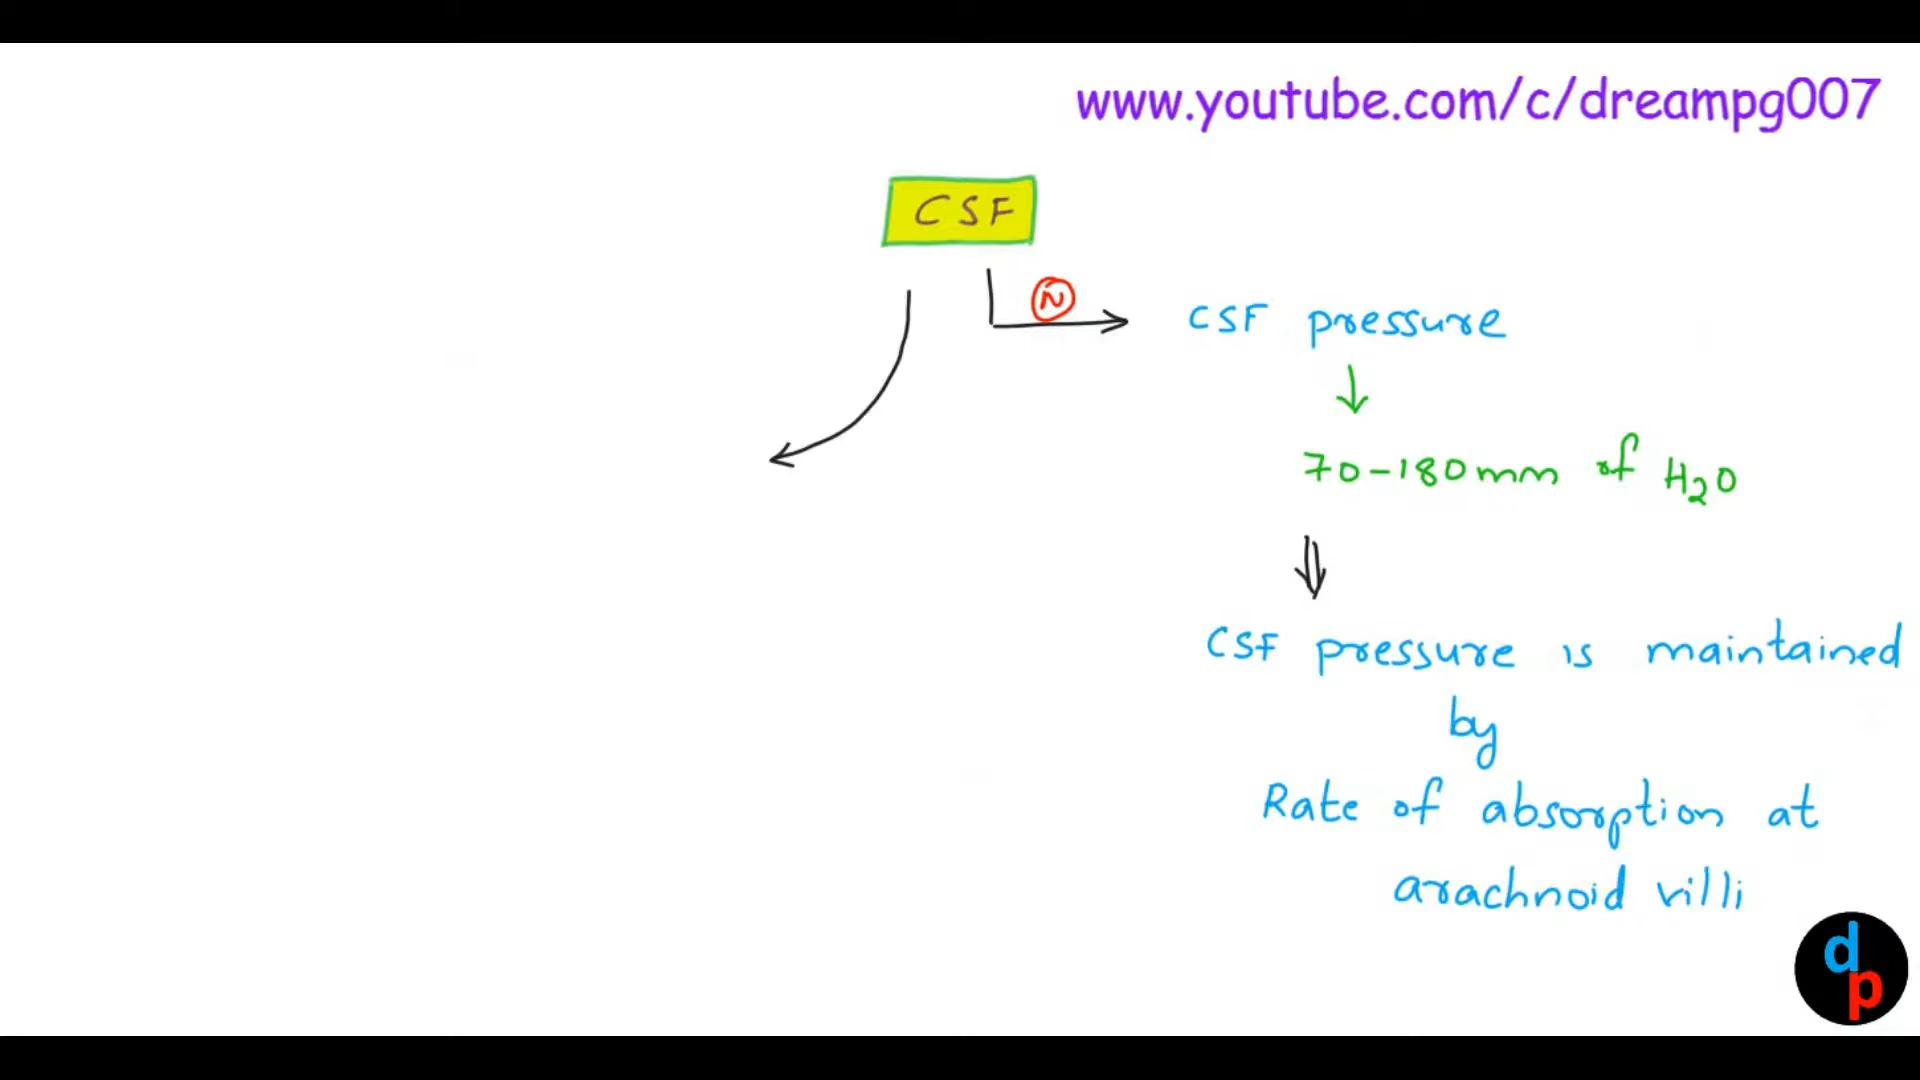 www.youtube.com/c/dreampg007
CSF
N
CSF pressure
70-180mm of H2O
CSF pressure is maintained
by
Rate of absorption at
arachnoid villi
dp